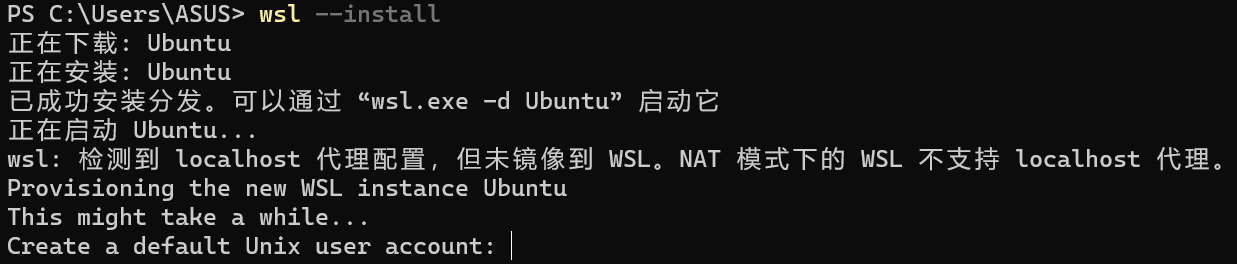 PS C:\Users\ASUS> wsl --install
正在下载: Ubuntu
正在安装: Ubuntu
已成功安装分发。可以通过 “wsl.exe -d Ubuntu” 启动它
正在启动 Ubuntu...
wsl: 检测到 localhost 代理配置，但未镜像到 WSL。NAT 模式下的 WSL 不支持 localhost 代理。
Provisioning the new WSL instance Ubuntu
This might take a while...
Create a default Unix user account: